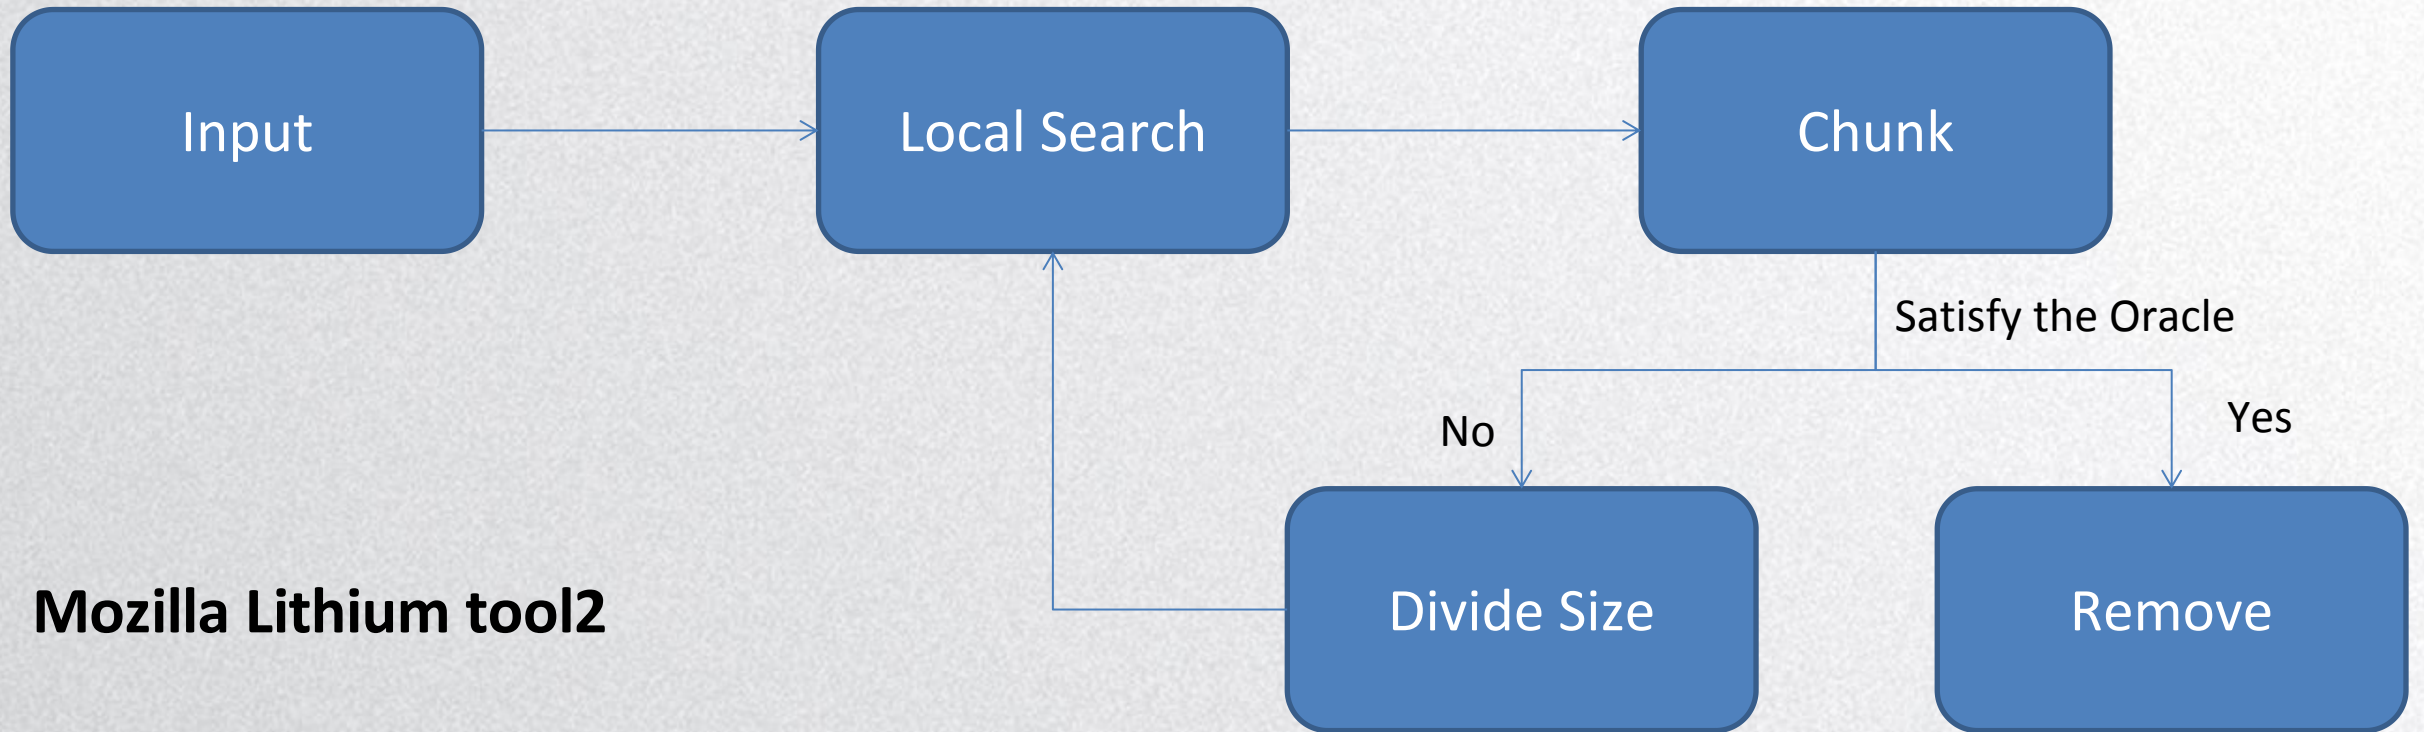 Input
Local Search
Chunk
Satisfy the Oracle
No
Yes
Mozilla Lithium tool2
Divide Size
Remove